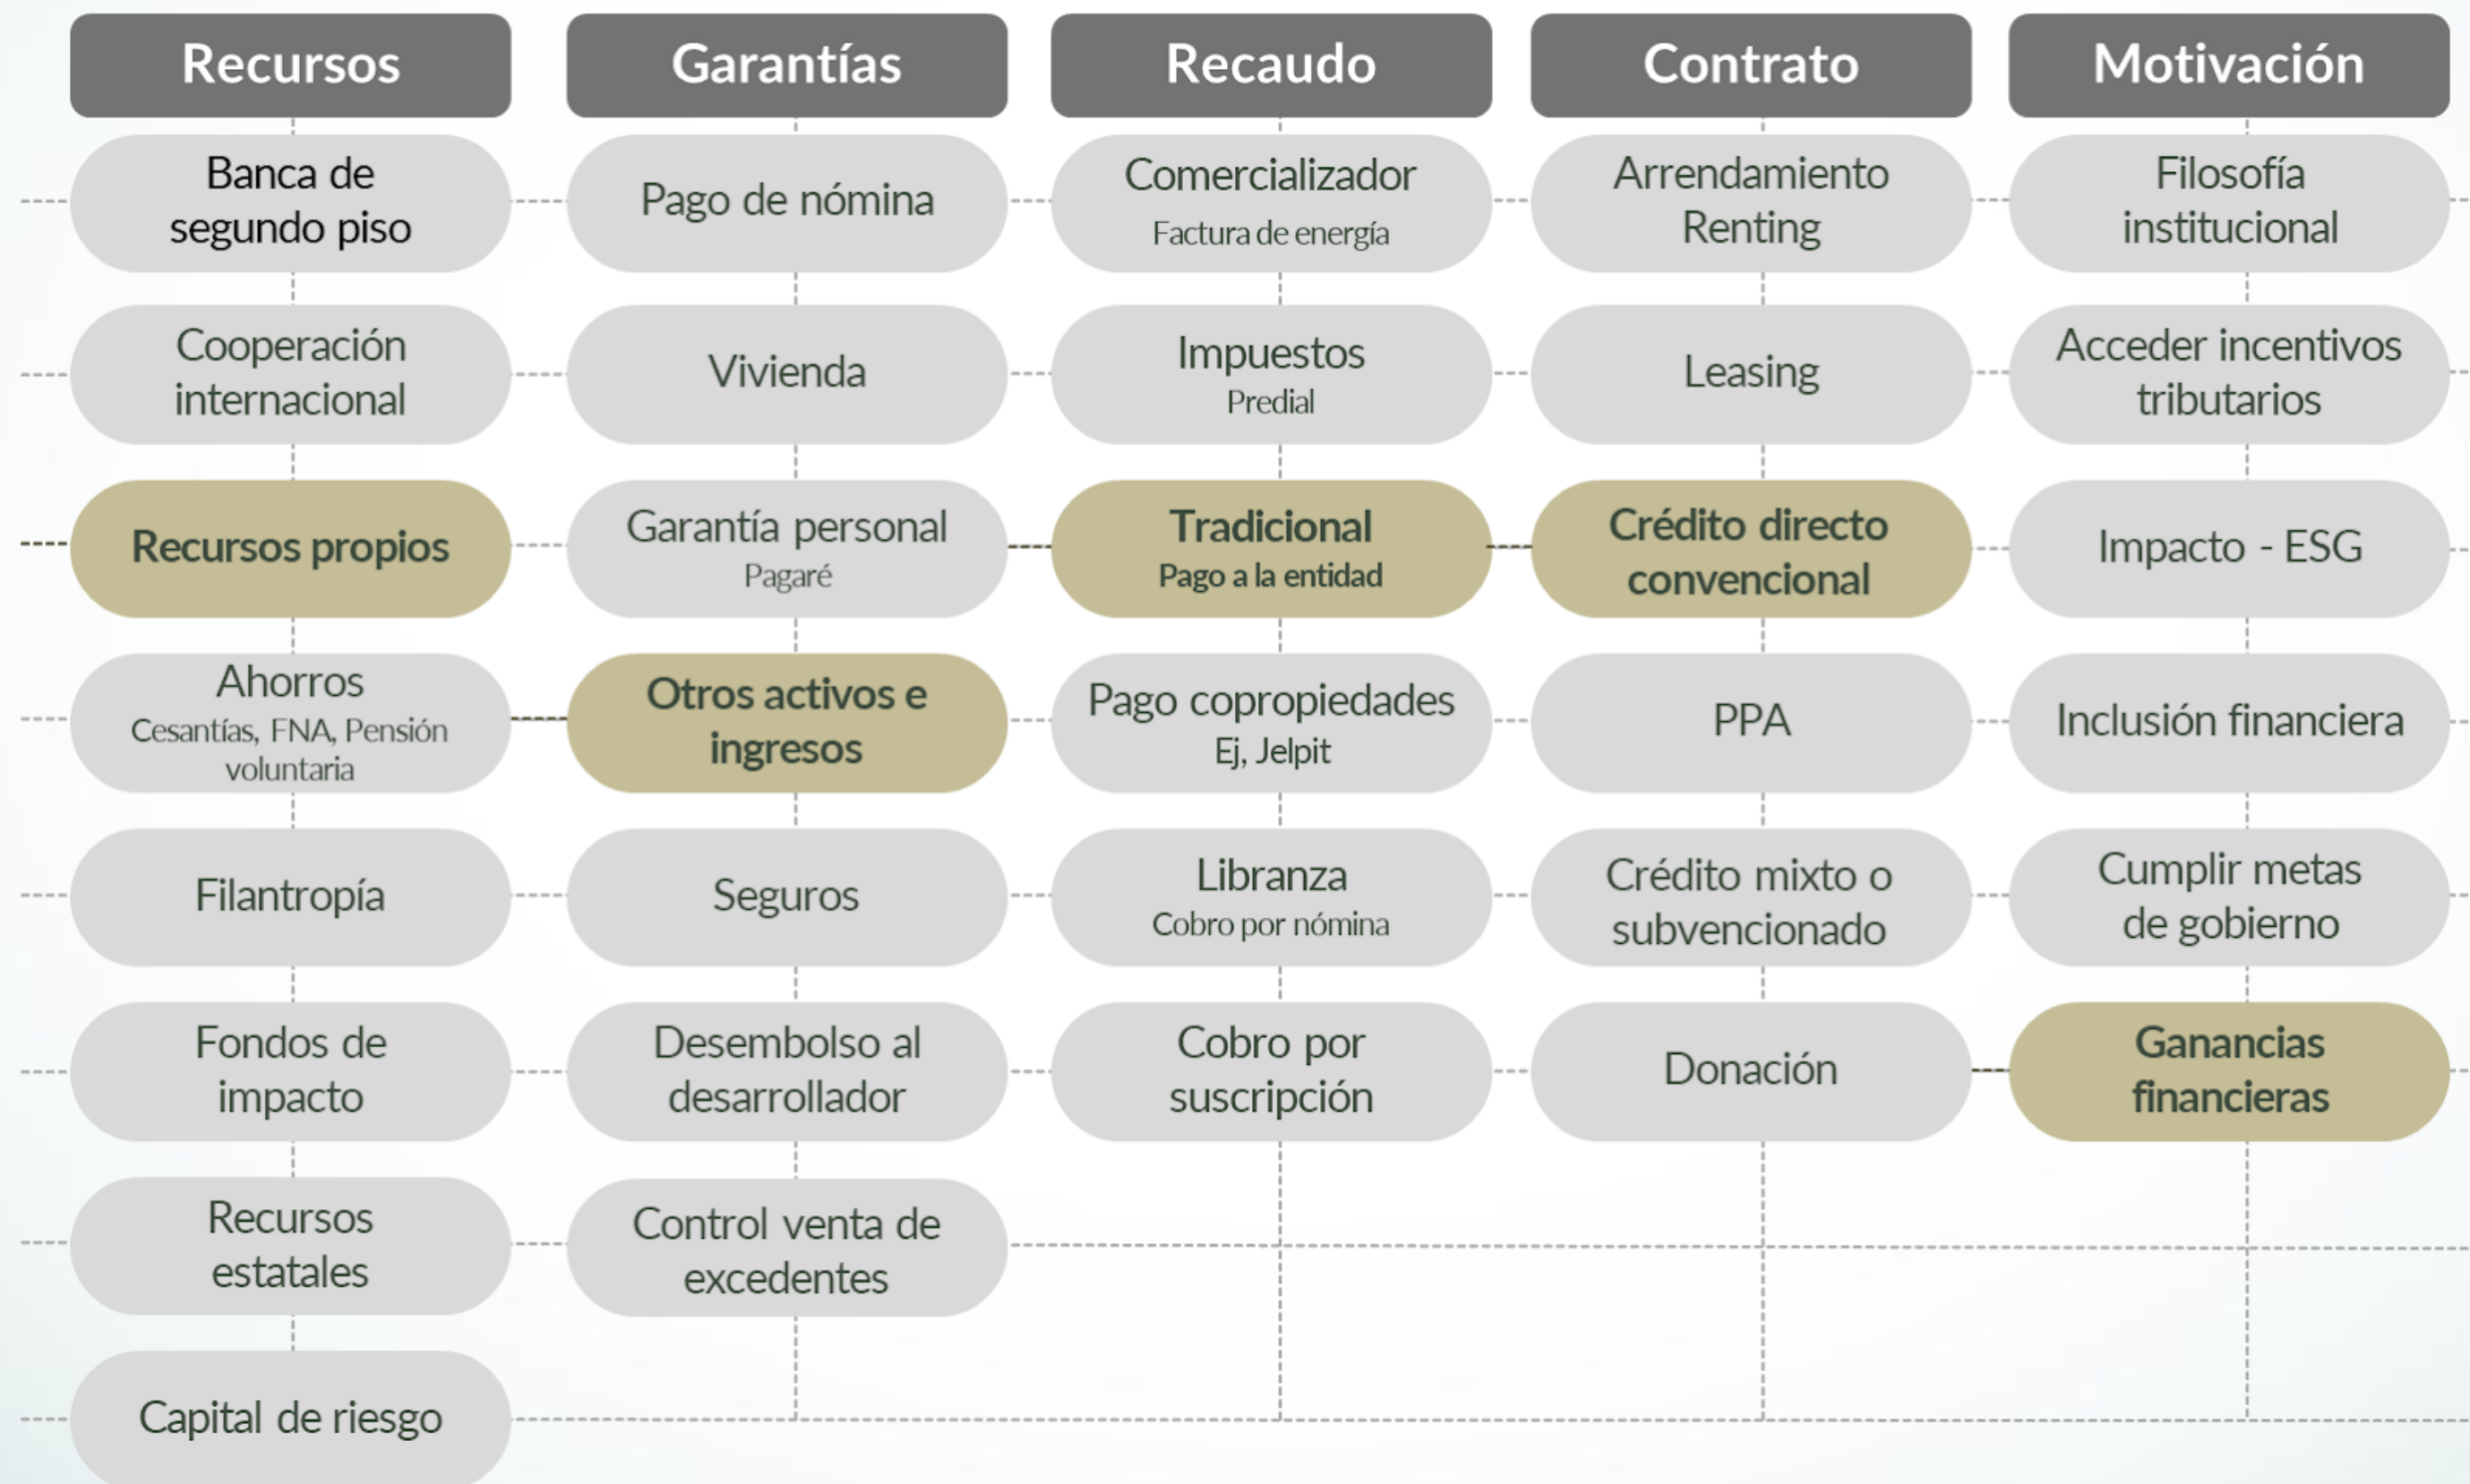 Recursos
Garantías
Recaudo
Contrato
Motivación
Banca de
segundo piso
Pago de nómina
Comercializador
Factura de energía
Arrendamiento
Renting
Filosofía
institucional
Cooperación
internacional
Vivienda
Impuestos
Predial
Leasing
Acceder incentivos
tributarios
Recursos propios
Garantía personal
Pagaré
Tradicional
Pago a la entidad
Crédito directo
convencional
Impacto - ESG
Ahorros
Cesantías, FNA, Pensión
voluntaria
Otros activos e
ingresos
Pago copropiedades
Ej, Jelpit
PPA
Inclusión financiera
Filantropía
Seguros
Libranza
Cobro por nómina
Crédito mixto o
subvencionado
Cumplir metas
de gobierno
Fondos de
impacto
Desembolso al
desarrollador
Cobro por
suscripción
Donación
Ganancias
financieras
Recursos
estatales
Control venta de
excedentes
Capital de riesgo